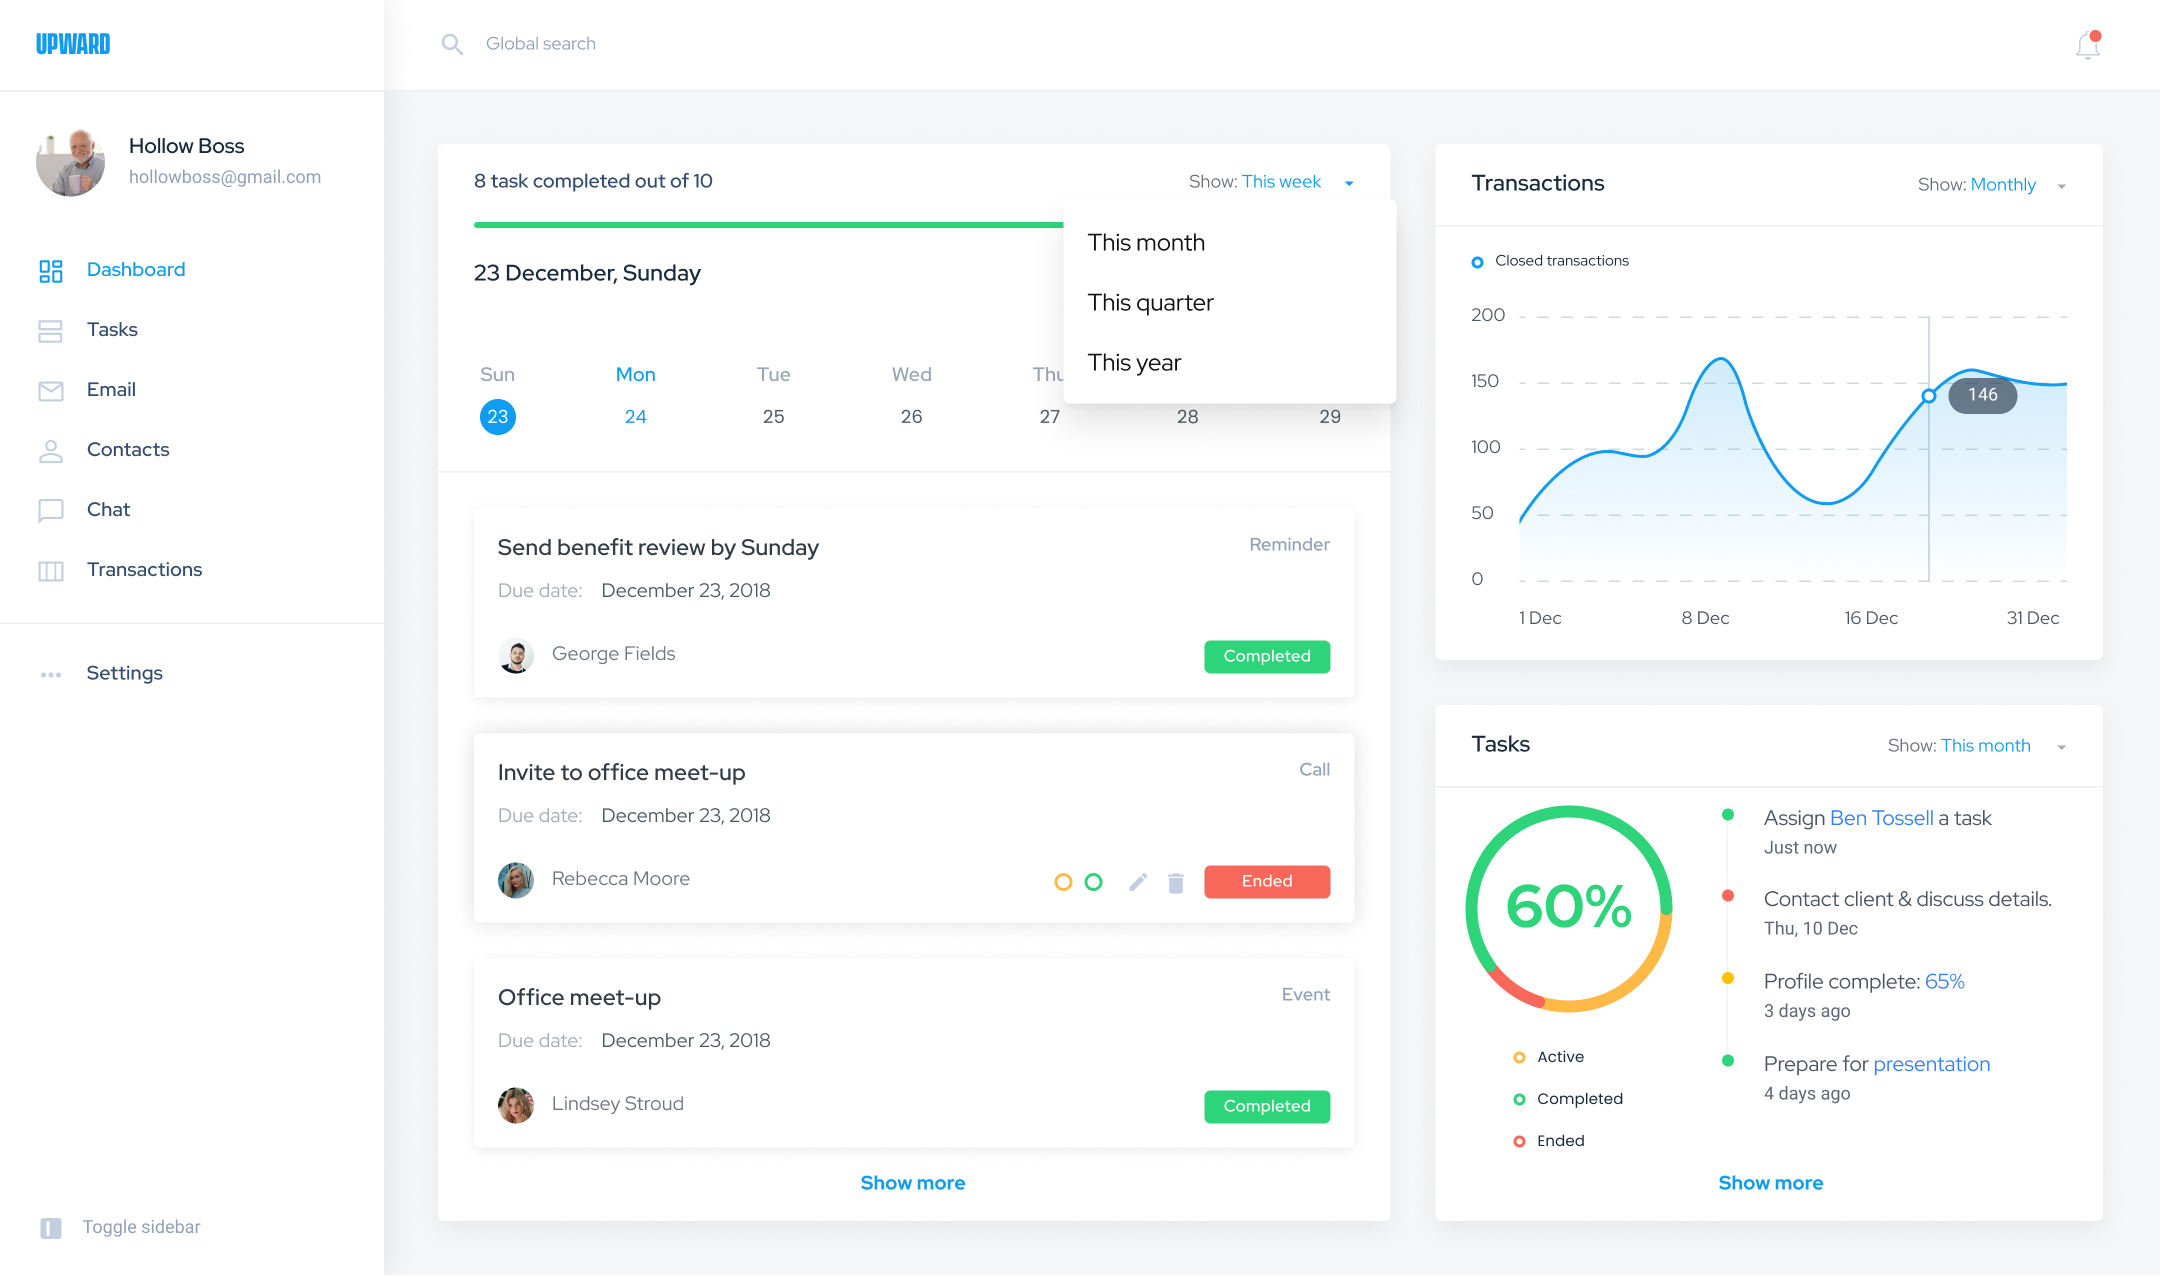 UPWARD
Global search
Hollow Boss
hollowboss@gmail.com
Dashboard
Tasks
Email
Contacts
Chat
Transactions
Settings
Toggle sidebar
8 task completed out of 10
Show: This week
This month
This quarter
This year
23 December, Sunday
Sun Mon Tue Wed Thu
23 24 25 26 27 28 29
Send benefit review by Sunday
Reminder
Due date: December 23, 2018
George Fields
Completed
Invite to office meet-up
Call
Due date: December 23, 2018
Rebecca Moore
Ended
Office meet-up
Event
Due date: December 23, 2018
Lindsey Stroud
Completed
Show more
Transactions
Show: Monthly
Closed transactions
200
150
146
100
50
0
1 Dec 8 Dec 16 Dec 31 Dec
Tasks
Show: This month
60%
Active
Completed
Ended
Assign Ben Tossell a task
Just now
Contact client & discuss details.
Thu, 10 Dec
Profile complete: 65%
3 days ago
Prepare for presentation
4 days ago
Show more